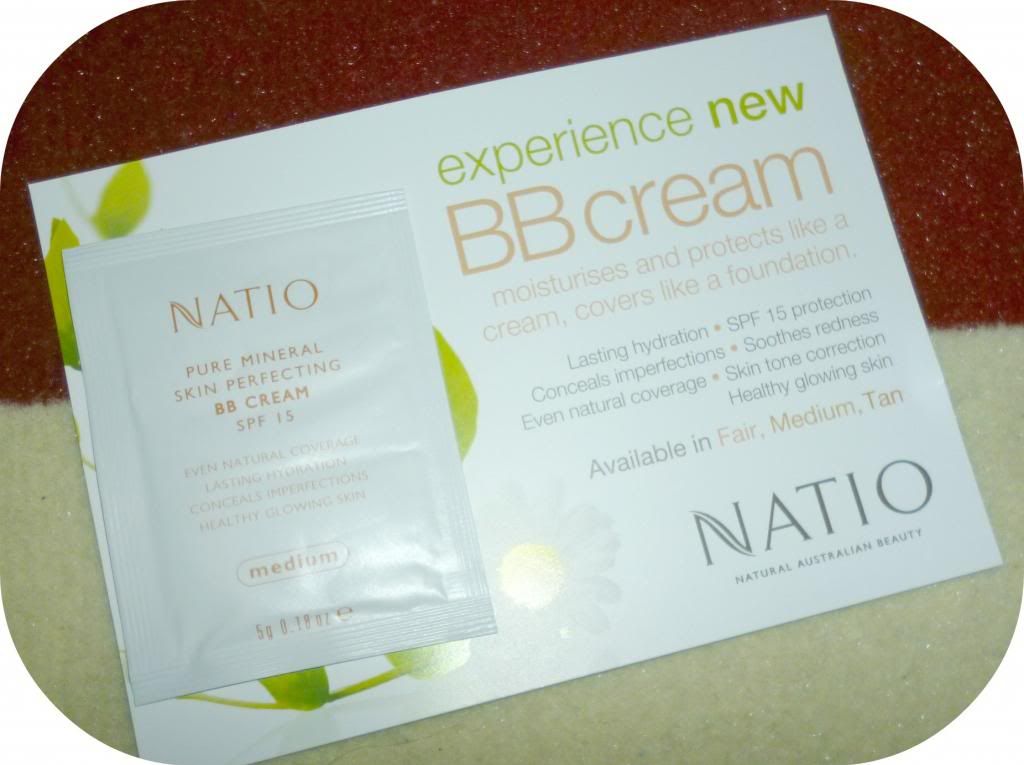 NATIO
PURE MINERAL
SKIN PERFECTING
BB CREAM
SPF 15
EVEN NATURAL COVERAGE
LASTING HYDRATION
CONCEALS IMPERFECTIONS
HEALTHY GLOWING SKIN
medium
5g 0.18 oz ℮
experience new
BB cream
moisturises and protects like a
cream, covers like a foundation.
Lasting hydration • SPF 15 protection
Conceals imperfections • Soothes redness
Even natural coverage • Skin tone correction
Healthy glowing skin
Available in Fair, Medium, Tan
NATIO
NATURAL AUSTRALIAN BEAUTY